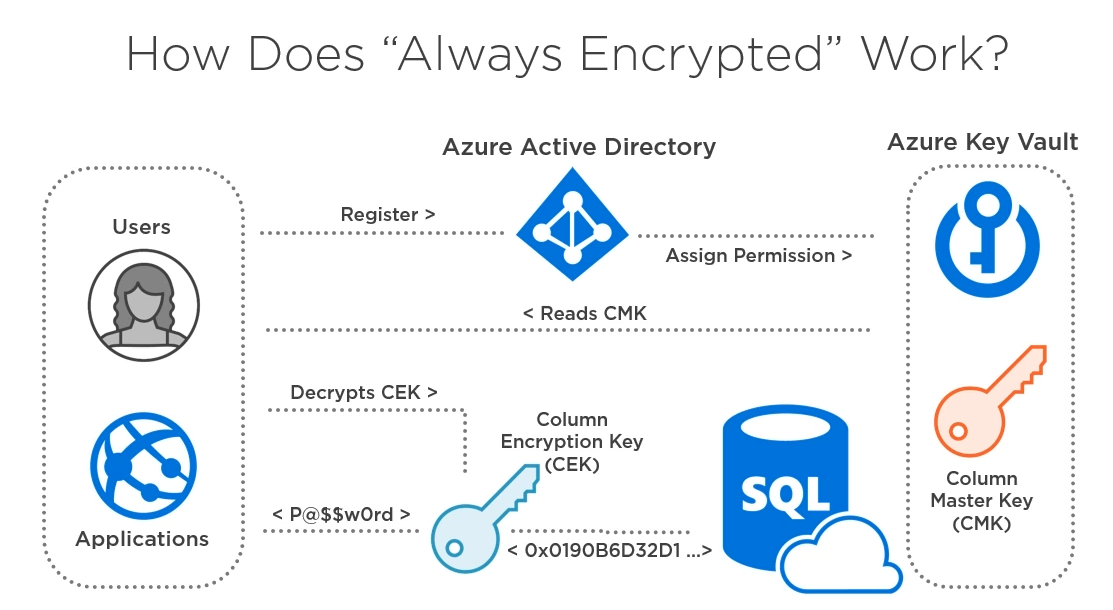 How Does “Always Encrypted” Work?
Azure Active Directory
Azure Key Vault
Users
Register >
Assign Permission >
< Reads CMK
Decrypts CEK >
Column
Encryption Key
(CEK)
SQL
Column
Master Key
(CMK)
Applications
< P@$$w0rd >
< 0x0190B6D32D1 ...>